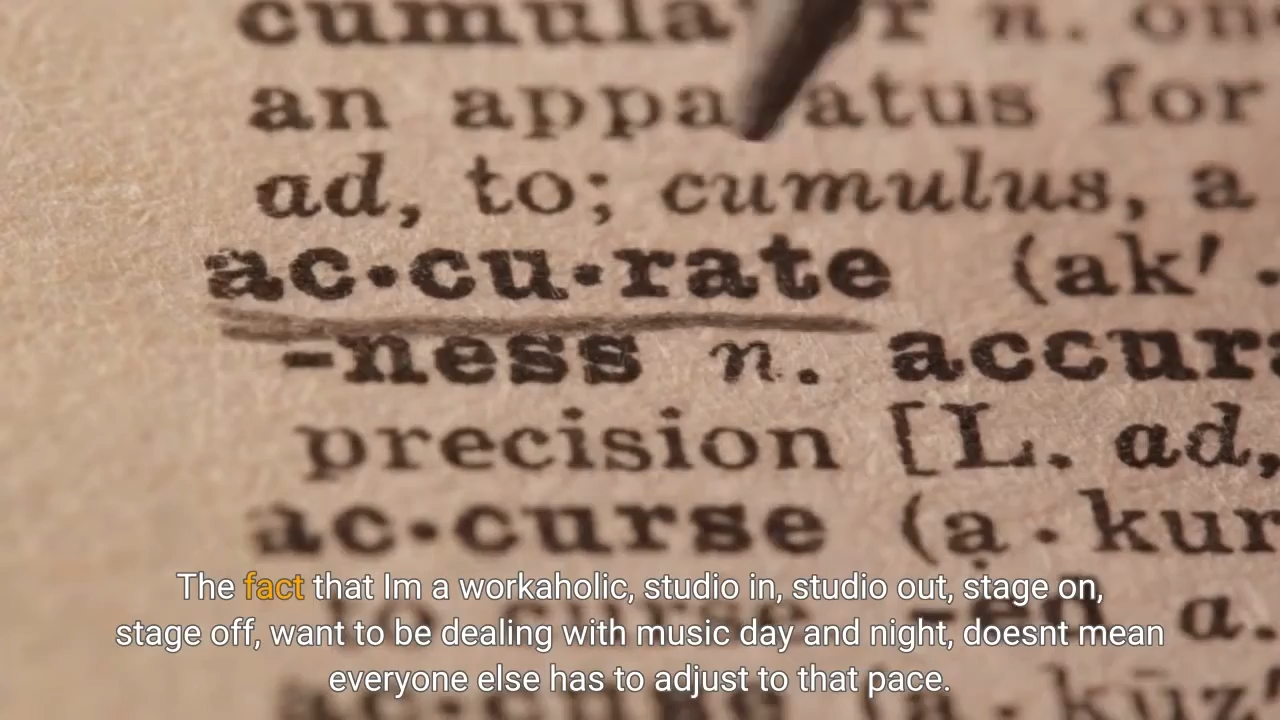 cumula r n. on
an appa atus for
ad, to; cumulus, a
ac•cu•rate (ak′ •
-ness n. accur
precision [L. ad,
ac•curse (ạ • kur
The fact that Im a workaholic, studio in, studio out, stage on,
stage off, want to be dealing with music day and night, doesnt mean
everyone else has to adjust to that pace.